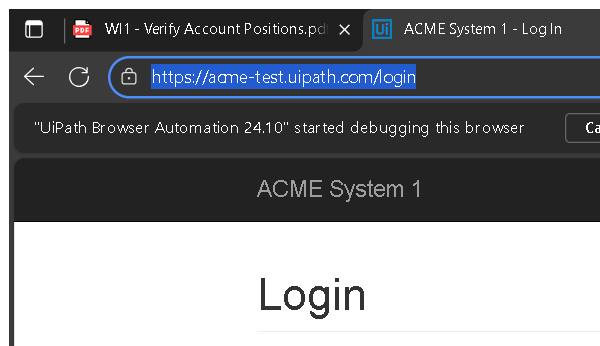 PDF
WI1 - Verify Account Positions.pdf
Ui
ACME System 1 - Log In
https://acme-test.uipath.com/login
"UiPath Browser Automation 24.10" started debugging this browser
Ca
ACME System 1
Login